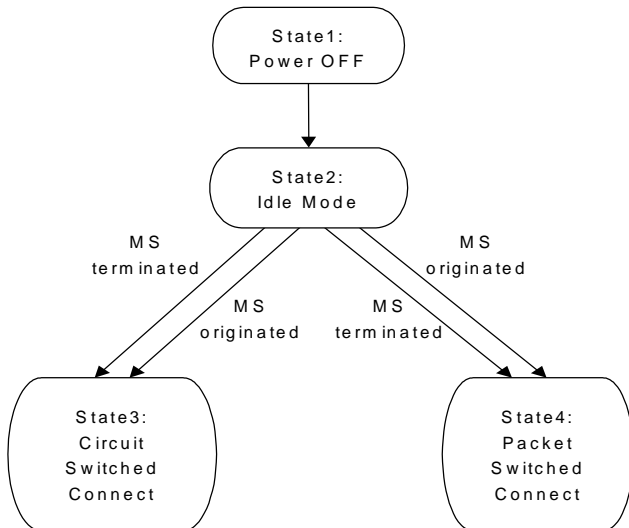 State1:
Power OFF
State2:
Idle Mode
MS
terminated
MS
originated
MS
originated
MS
terminated
State3:
Circuit
Switched
Connect
State4:
Packet
Switched
Connect